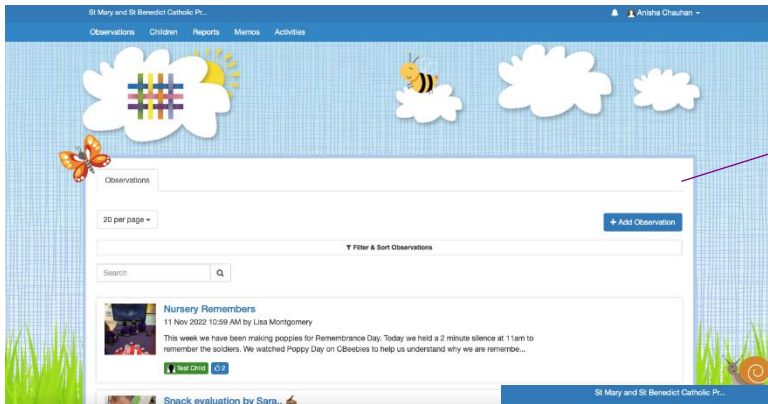 St Mary and St Benedict Catholic Pr...
Anisha Chauhan
Observations Children Reports Memos Activities
Observations
20 per page
+ Add Observation
Filter & Sort Observations
Search
Nursery Remembers
11 Nov 2022 10:59 AM by Lisa Montgomery
This week we have been making poppies for Remembrance Day. Today we held a 2 minute silence at 11am to
remember the soldiers. We watched Poppy Day on CBeebies to help us understand why we are remembe...
Test Child 2
Snack evaluation by Sara..
St Mary and St Benedict Catholic Pr...